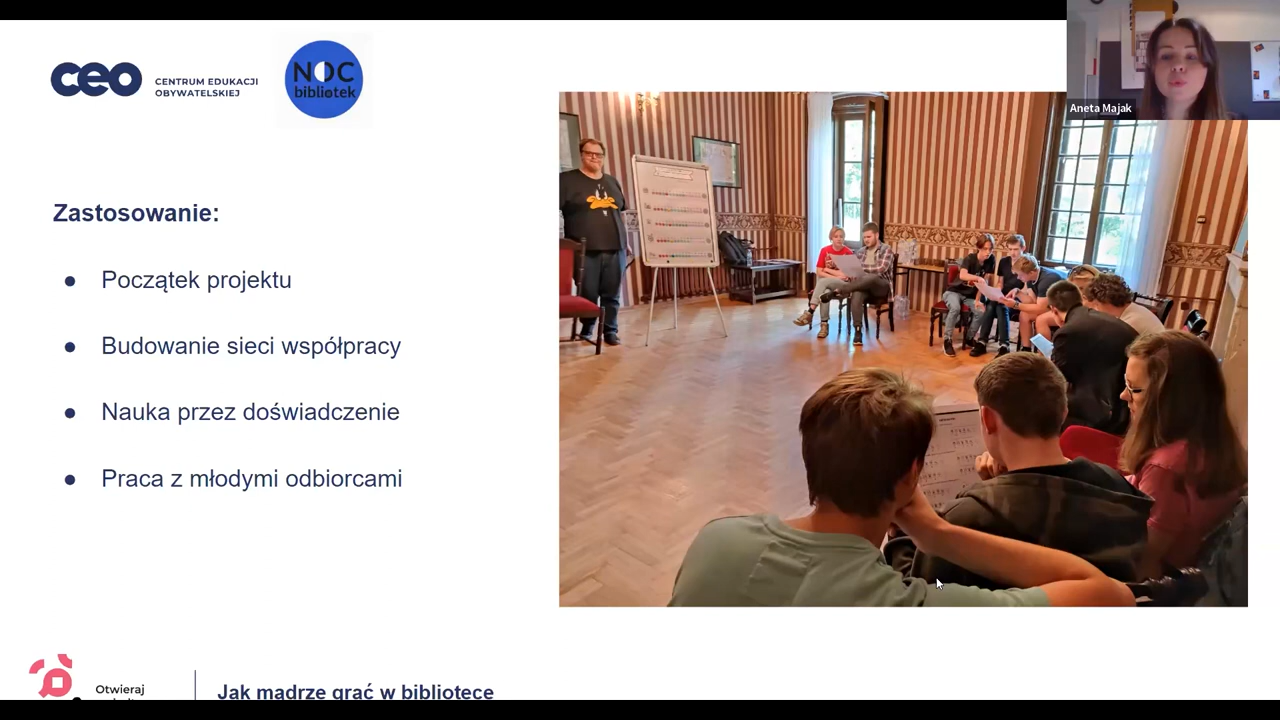 ceo
CENTRUM EDUKACJI
OBYWATELSKIEJ
NOC
bibliotek
Aneta Majak
Zastosowanie:
● Początek projektu
● Budowanie sieci współpracy
● Nauka przez doświadczenie
● Praca z młodymi odbiorcami
Otwieraj
Jak mądrze grać w bibliotece